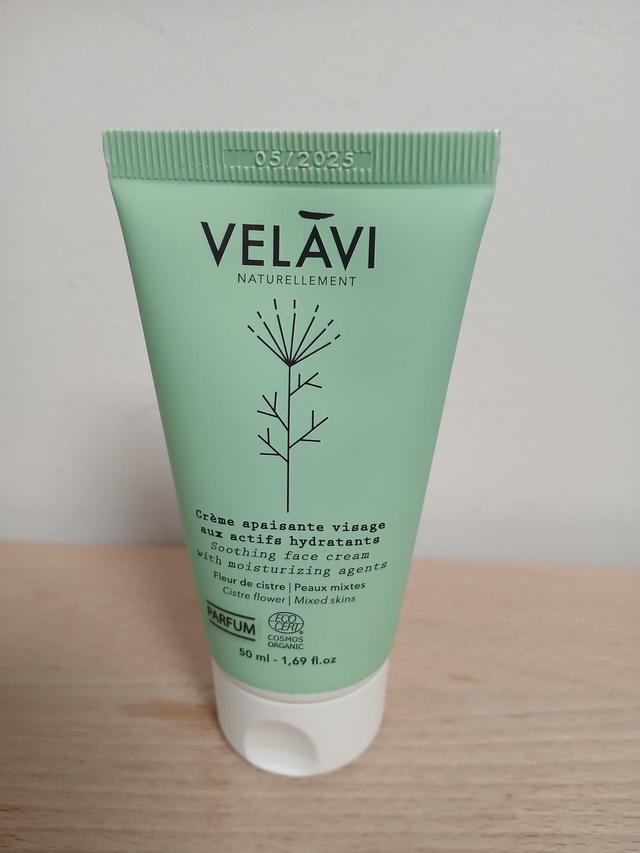 05/2025
VELĀVI
NATURELLEMENT
Crème apaisante visage
aux actifs hydratants
Soothing face cream
with moisturizing agents
Fleur de cistre | Peaux mixtes
Cistre flower | Mixed skins
PARFUM
ECO
CERT®
COSMOS
ORGANIC
50 ml - 1,69 fl.oz